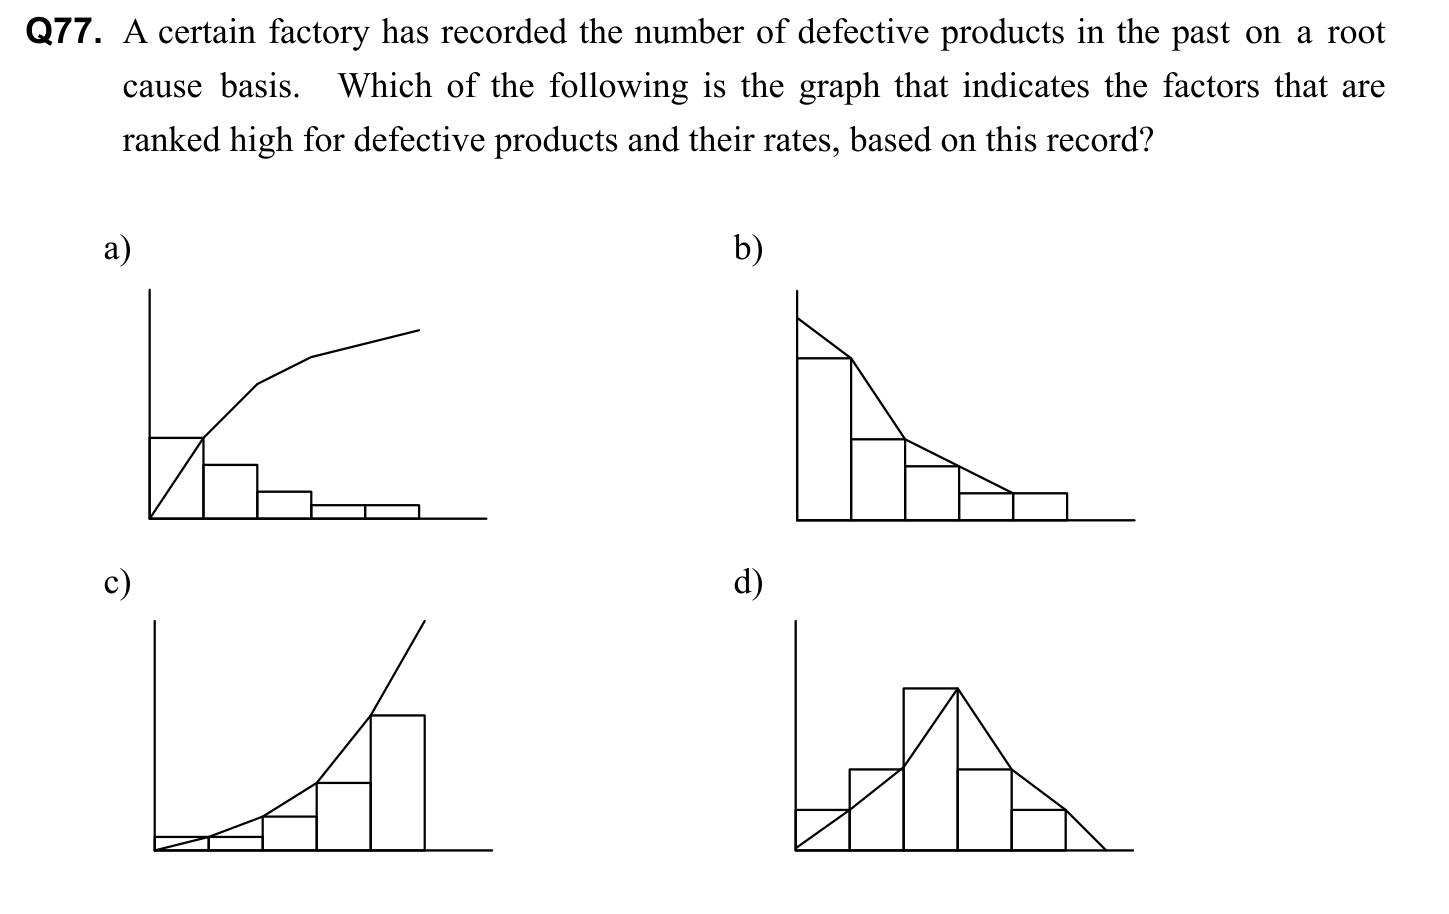 Q77. A certain factory has recorded the number of defective products in the past on a root
cause basis. Which of the following is the graph that indicates the factors that are
ranked high for defective products and their rates, based on this record?
a)
b)
c)
d)